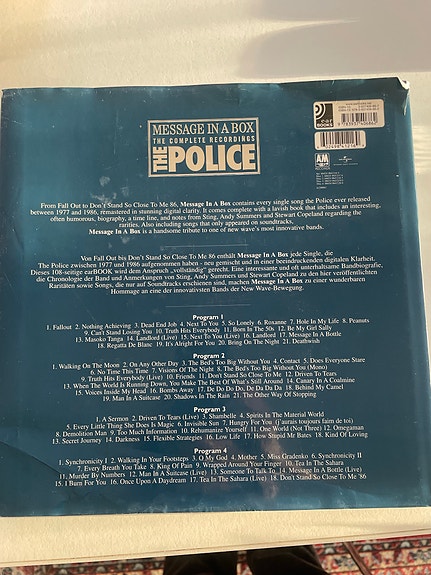 MESSAGE IN A BOX
THE COMPLETE RECORDINGS
THE POLICE
ear
BOOKS
A&M
From Fall Out to Don't Stand So Close To Me 86, Message In A Box contains every single song the Police ever released
between 1977 and 1986, remastered in stunning digital clarity. It comes complete with a lavish book that includes an interesting,
often humorous, biography, a time line, and notes from Sting, Andy Summers and Stewart Copeland regarding the
rarities. Also including songs that only appeared on soundtracks.
Message In A Box is a handsome tribute to one of new wave's most innovative bands.
Von Fall Out bis Don't Stand So Close To Me 86 enthält Message In A Box jede Single, die
The Police zwischen 1977 und 1986 aufgenommen haben - neu gemischt und in einer beeindruckenden digitalen Klarheit.
Dieses 108-seitige earBOOK wird dem Anspruch „vollständig“ gerecht. Eine interessante und oft unterhaltsame Bandbiografie,
die Chronologie der Band und Anmerkungen von Sting, Andy Summers und Stewart Copeland zu den hier veröffentlichten
Raritäten sowie Songs, die nur auf Soundtracks erschienen sind, machen Message In A Box zu einer wunderbaren
Hommage an eine der innovativsten Bands der New Wave-Bewegung.
Program 1
1. Fallout 2. Nothing Achieving 3. Dead End Job 4. Next To You 5. So Lonely 6. Roxanne 7. Hole In My Life 8. Peanuts
9. Can't Stand Losing You 10. Truth Hits Everybody 11. Born In The 50s 12. Be My Girl Sally
13. Masoko Tanga 14. Landlord (Live) 15. Next To You (Live) 16. Landlord 17. Message In A Bottle
18. Regatta De Blanc 19. It's Alright For You 20. Bring On The Night 21. Deathwish
Program 2
1. Walking On The Moon 2. On Any Other Day 3. The Bed's Too Big Without You 4. Contact 5. Does Everyone Stare
6. No Time This Time 7. Visions Of The Night 8. The Bed's Too Big Without You (Mono)
9. Truth Hits Everybody (Remix) 10. Friends 11. Don't Stand So Close To Me 12. Driven To Tears
13. When The World Is Running Down, You Make The Best Of What's Still Around 14. Canary In A Coalmine
15. Voices Inside My Head 16. Bombs Away 17. De Do Do Do, De Da Da Da 18. Behind My Camel
19. Man In A Suitcase 20. Shadows In The Rain 21. The Other Way Of Stopping
Program 3
1. A Sermon 2. Driven To Tears (Live) 3. Shambelle 4. Spirits In The Material World
5. Every Little Thing She Does Is Magic 6. Invisible Sun 7. Hungry For You (j'aurais toujours faim de toi)
8. Demolition Man 9. Too Much Information 10. Rehumanize Yourself 11. One World (Not Three) 12. Omegaman
13. Secret Journey 14. Darkness 15. Flexible Strategies 16. Low Life 17. How Stupid Mr Bates 18. Kind Of Loving
Program 4
1. Synchronicity I 2. Walking In Your Footsteps 3. O My God 4. Mother 5. Miss Gradenko 6. Synchronicity II
7. Every Breath You Take 8. King Of Pain 9. Wrapped Around Your Finger 10. Tea In The Sahara
11. Murder By Numbers 12. Man In A Suitcase (Live) 13. Someone To Talk To 14. Message In A Bottle (Live)
15. I Burn For You 16. Once Upon A Daydream 17. Tea In The Sahara (Live) 18. Don't Stand So Close To Me '86